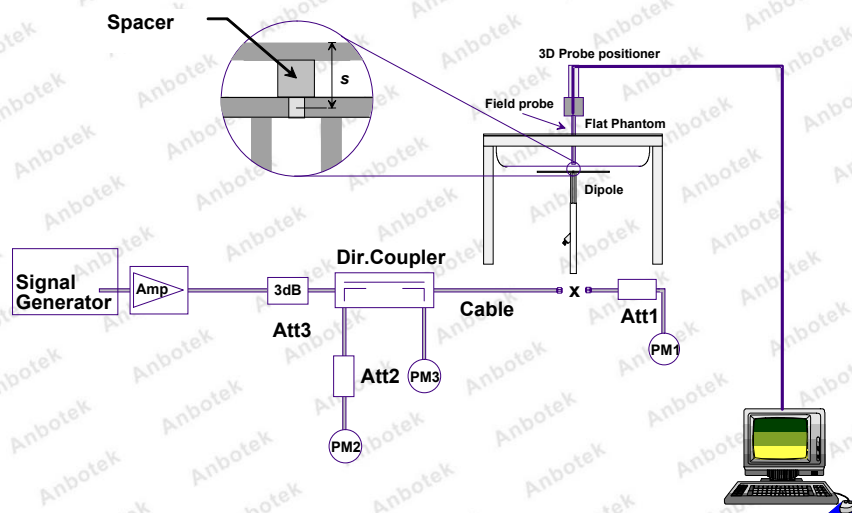 Spacer
s
3D Probe positioner
Field probe
Flat Phantom
Dipole
Signal
Generator
Amp
3dB
Att3
Dir.Coupler
Cable
x
Att1
PM1
Att2
PM3
PM2
Anbotek